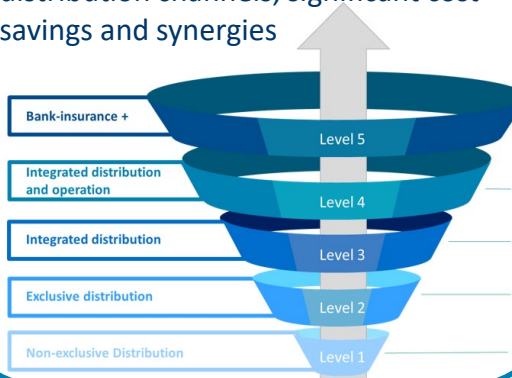 distribution channels, significant cost
savings and synergies
Bank-insurance +
Level 5
Integrated distribution
and operation
Level 4
Integrated distribution
Level 3
Exclusive distribution
Level 2
Non-exclusive Distribution
Level 1